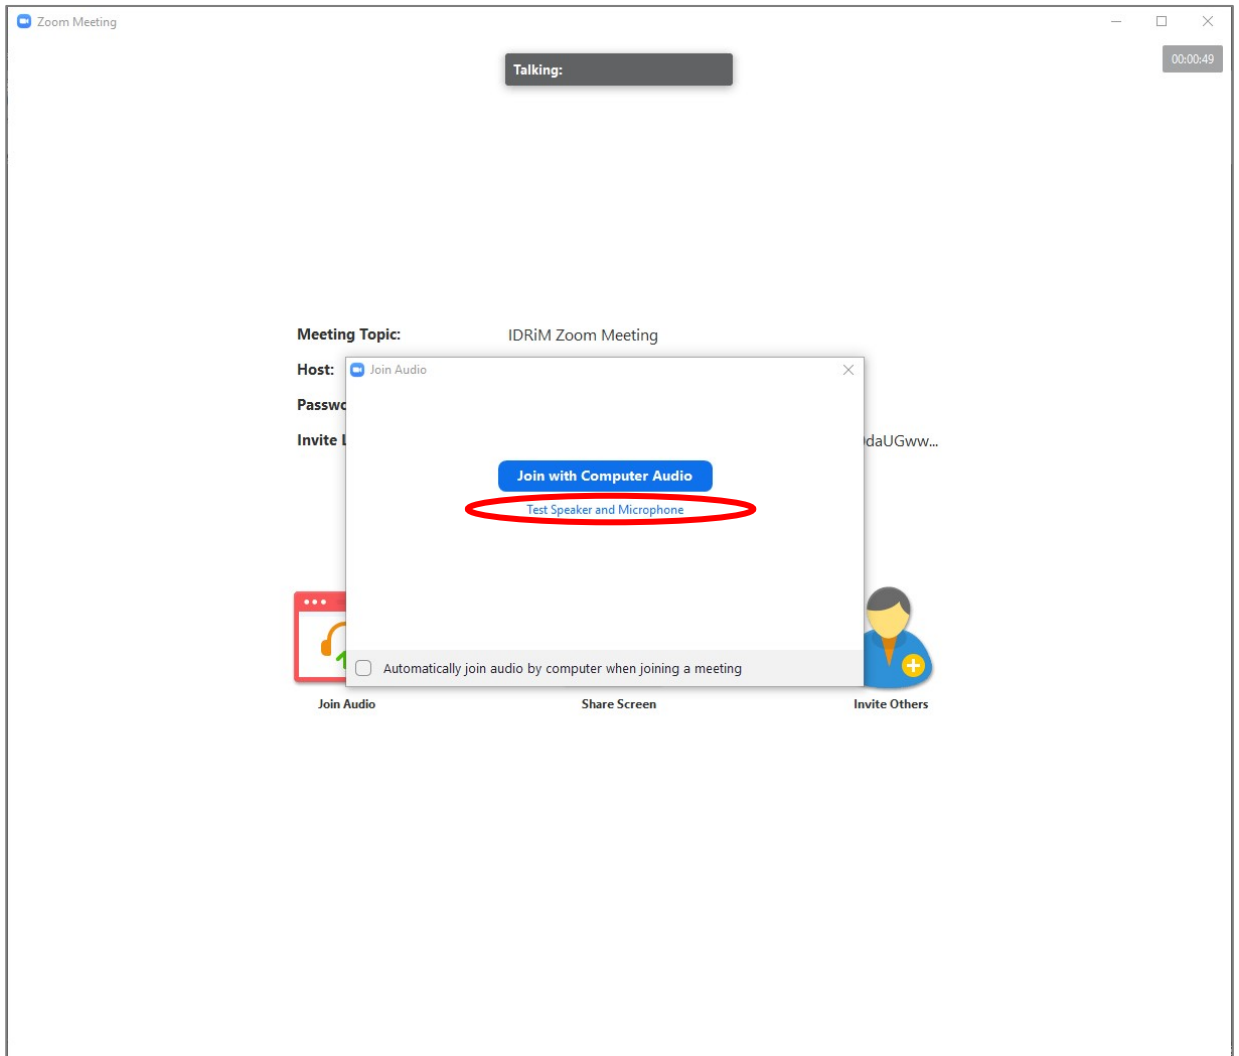 Zoom Meeting
Talking:
00:00:49
Meeting Topic: IDRiM Zoom Meeting
Host:
Join Audio
Invite
daUGww...
Join with Computer Audio
Test Speaker and Microphone
Automatically join audio by computer when joining a meeting
Join Audio
Share Screen
Invite Others